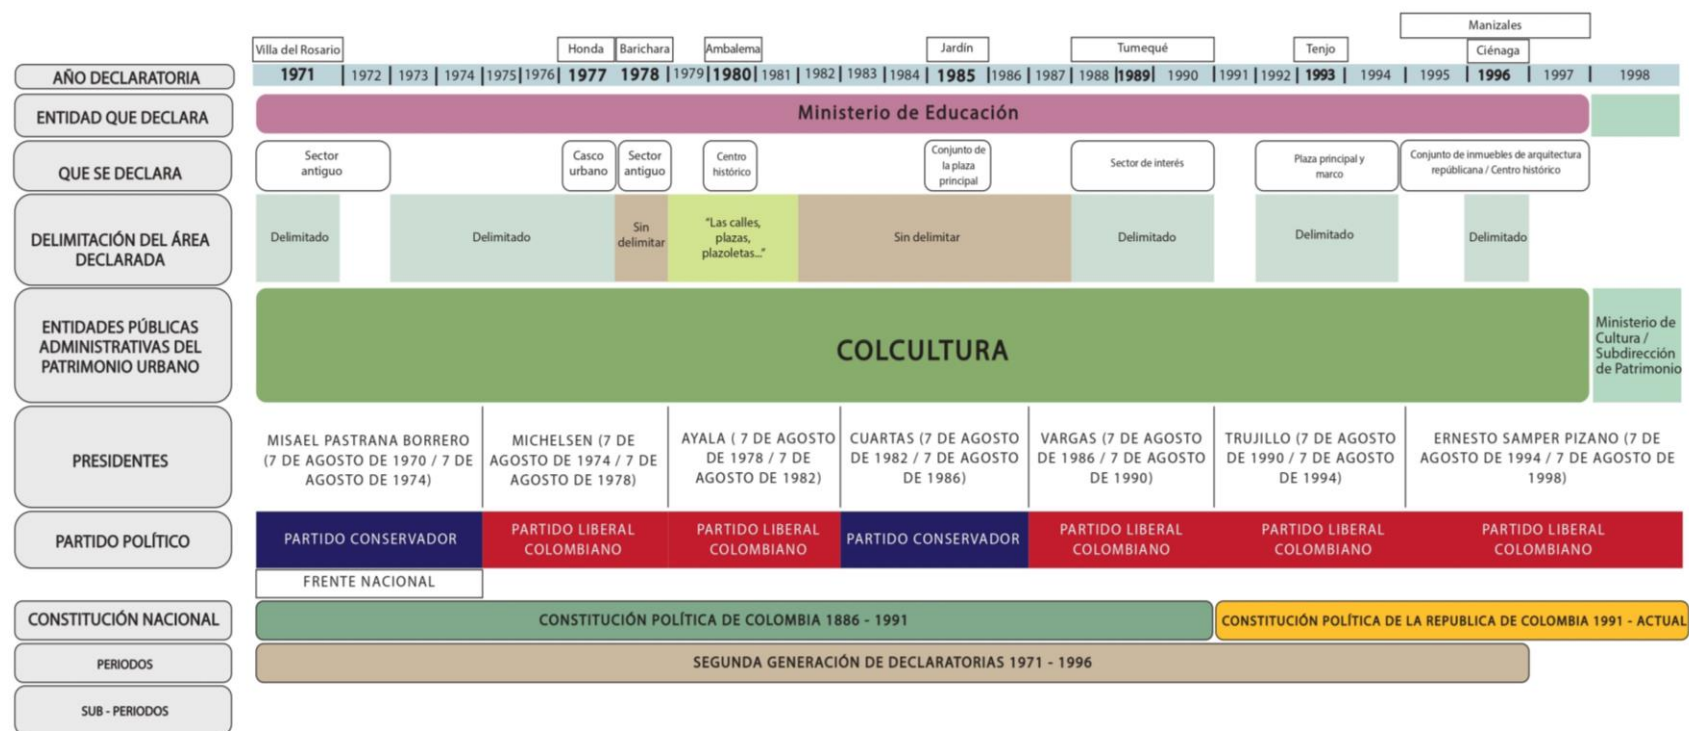 Manizales
Villa del Rosario
Honda
Barichara
Ambalema
Jardín
Tumequé
Tenjo
Ciénaga
AÑO DECLARATORIA
1971
1972
1973
1974
1975
1976
1977
1978
1979
1980
1981
1982
1983
1984
1985
1986
1987
1988
1989
1990
1991
1992
1993
1994
1995
1996
1997
1998
ENTIDAD QUE DECLARA
Ministerio de Educación
QUE SE DECLARA
Sector
antiguo
Casco
urbano
Sector
antiguo
Centro
histórico
Conjunto de
la plaza
principal
Sector de interés
Plaza principal y
marco
Conjunto de inmuebles de arquitectura
républicana / Centro histórico
DELIMITACIÓN DEL ÁREA
DECLARADA
Delimitado
Delimitado
Sin
delimitar
"Las calles,
plazas,
plazoletas..."
Sin delimitar
Delimitado
Delimitado
Delimitado
ENTIDADES PÚBLICAS
ADMINISTRATIVAS DEL
PATRIMONIO URBANO
COLCULTURA
Ministerio de
Cultura /
Subdirección
de Patrimonio
PRESIDENTES
MISAEL PASTRANA BORRERO
(7 DE AGOSTO DE 1970 / 7 DE
AGOSTO DE 1974)
MICHELSEN (7 DE
AGOSTO DE 1974 / 7 DE
AGOSTO DE 1978)
AYALA ( 7 DE AGOSTO
DE 1978 / 7 DE
AGOSTO DE 1982)
CUARTAS (7 DE AGOSTO
DE 1982 / 7 DE AGOSTO
DE 1986)
VARGAS (7 DE AGOSTO
DE 1986 / 7 DE AGOSTO
DE 1990)
TRUJILLO (7 DE AGOSTO
DE 1990 / 7 DE AGOSTO
DE 1994)
ERNESTO SAMPER PIZANO (7 DE
AGOSTO DE 1994 / 7 DE AGOSTO DE
1998)
PARTIDO POLÍTICO
PARTIDO CONSERVADOR
PARTIDO LIBERAL
COLOMBIANO
PARTIDO LIBERAL
COLOMBIANO
PARTIDO CONSERVADOR
PARTIDO LIBERAL
COLOMBIANO
PARTIDO LIBERAL
COLOMBIANO
PARTIDO LIBERAL
COLOMBIANO
FRENTE NACIONAL
CONSTITUCIÓN NACIONAL
CONSTITUCIÓN POLÍTICA DE COLOMBIA 1886 - 1991
CONSTITUCIÓN POLÍTICA DE LA REPUBLICA DE COLOMBIA 1991 - ACTUAL
PERIODOS
SEGUNDA GENERACIÓN DE DECLARATORIAS 1971 - 1996
SUB - PERIODOS